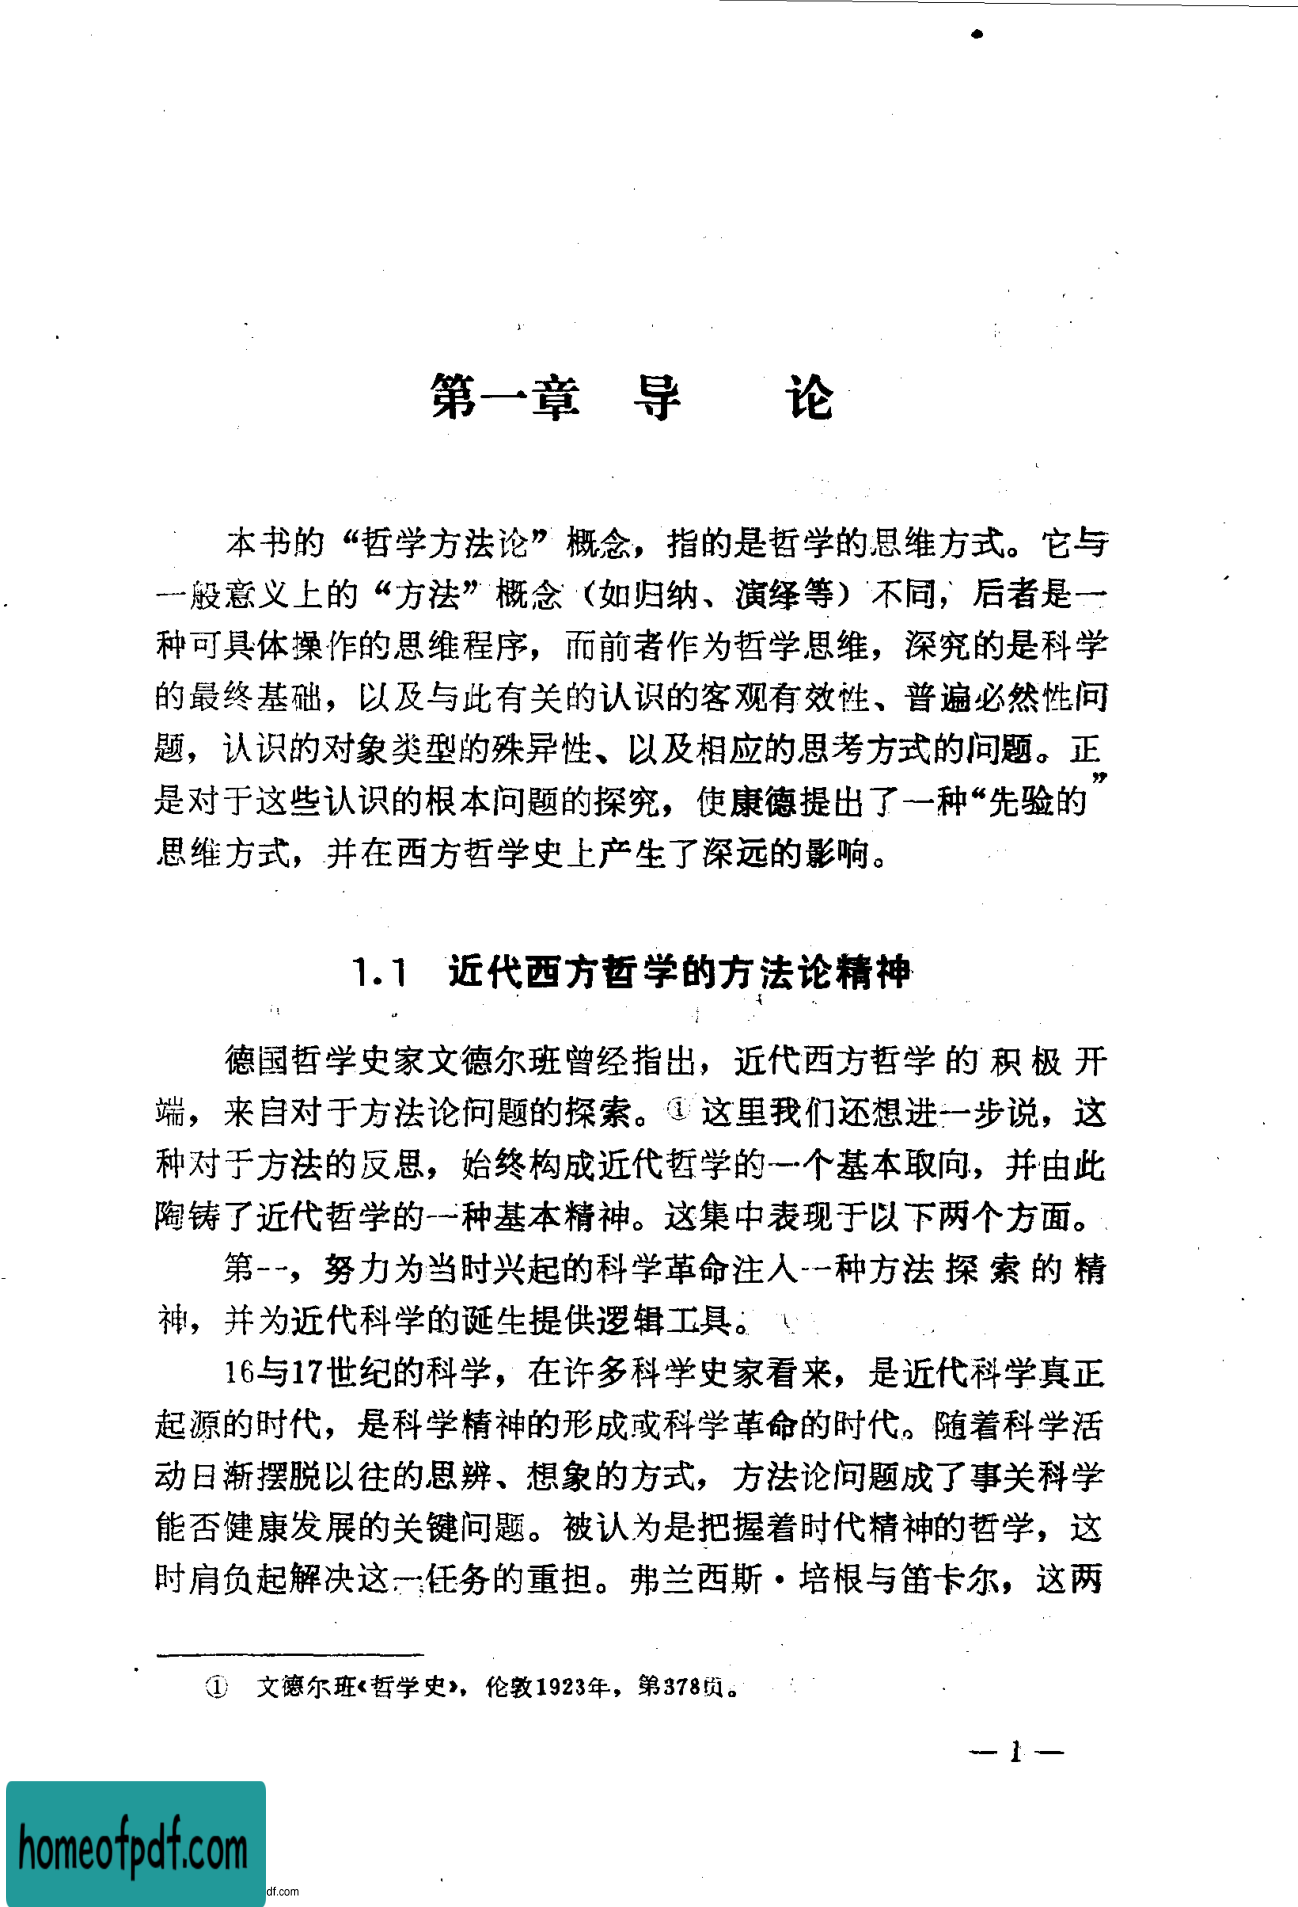 第一章 导 论
本书的“哲学方法论”概念，指的是哲学的思维方式。它与
一般意义上的“方法”概念（如归纳、演绎等）不同，后者是一
种可具体操作的思维程序，而前者作为哲学思维，深究的是科学
的最终基础，以及与此有关的认识的客观有效性、普遍必然性问
题，认识的对象类型的殊异性、以及相应的思考方式的问题。正
是对于这些认识的根本问题的探究，使康德提出了一种“先验的”
思维方式，并在西方哲学史上产生了深远的影响。
1.1 近代西方哲学的方法论精神
德国哲学史家文德尔班曾经指出，近代西方哲学的积极开
端，来自对于方法论问题的探索。①这里我们还想进一步说，这
种对于方法的反思，始终构成近代哲学的一个基本取向，并由此
陶铸了近代哲学的一种基本精神。这集中表现于以下两个方面。
第一，努力为当时兴起的科学革命注入一种方法探索的精
神，并为近代科学的诞生提供逻辑工具。
16与17世纪的科学，在许多科学史家看来，是近代科学真正
起源的时代，是科学精神的形成或科学革命的时代。随着科学活
动日渐摆脱以往的思辨、想象的方式，方法论问题成了事关科学
能否健康发展的关键问题。被认为是把握着时代精神的哲学，这
时肩负起解决这一任务的重担。弗兰西斯·培根与笛卡尔，这两
① 文德尔班《哲学史》，伦敦1923年，第378页。
— 1 —
homeofpdf.com
df.com